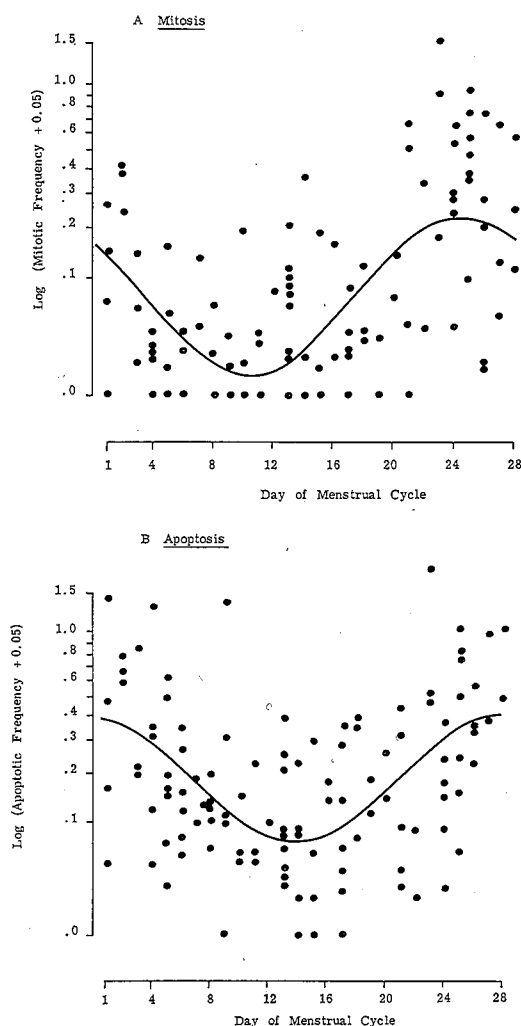 A Mitosis
1.5
1.0
.8
.6
.4
.3
.2
.1
.0
Log (Mitotic Frequency + 0.05)
1 4 8 12 16 20 24 28
Day of Menstrual Cycle
B Apoptosis
1.5
1.0
.8
.6
.4
.3
.2
.1
.0
Log (Apoptotic Frequency + 0.05)
1 4 8 12 16 20 24 28
Day of Menstrual Cycle